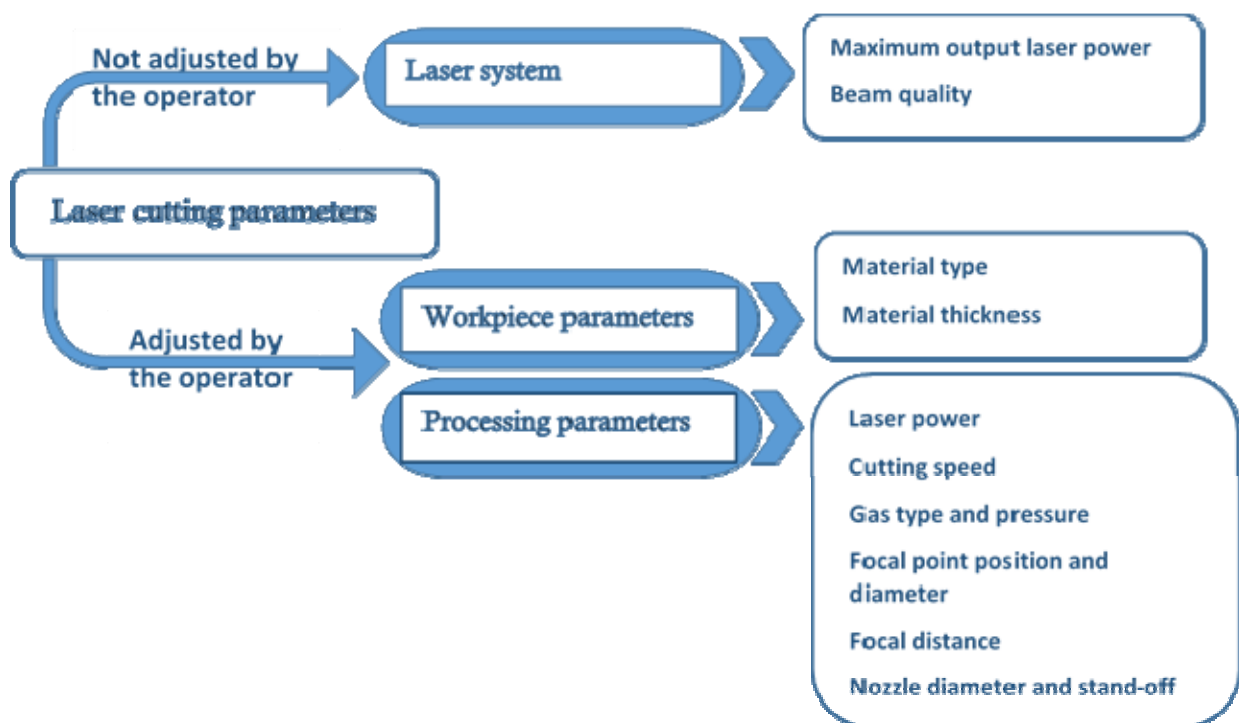 Not adjusted by
the operator
Laser system
Maximum output laser power
Beam quality
Laser cutting parameters
Adjusted by
the operator
Workpiece parameters
Material type
Material thickness
Processing parameters
Laser power
Cutting speed
Gas type and pressure
Focal point position and
diameter
Focal distance
Nozzle diameter and stand-off